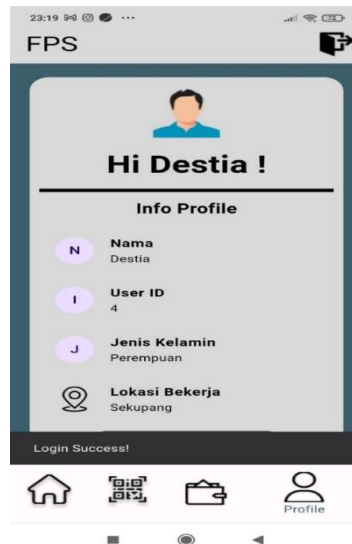 23:19
72
FPS
Hi Destia !
Info Profile
N
Nama
Destia
I
User ID
4
J
Jenis Kelamin
Perempuan
Lokasi Bekerja
Sekupang
Login Success!
Profile